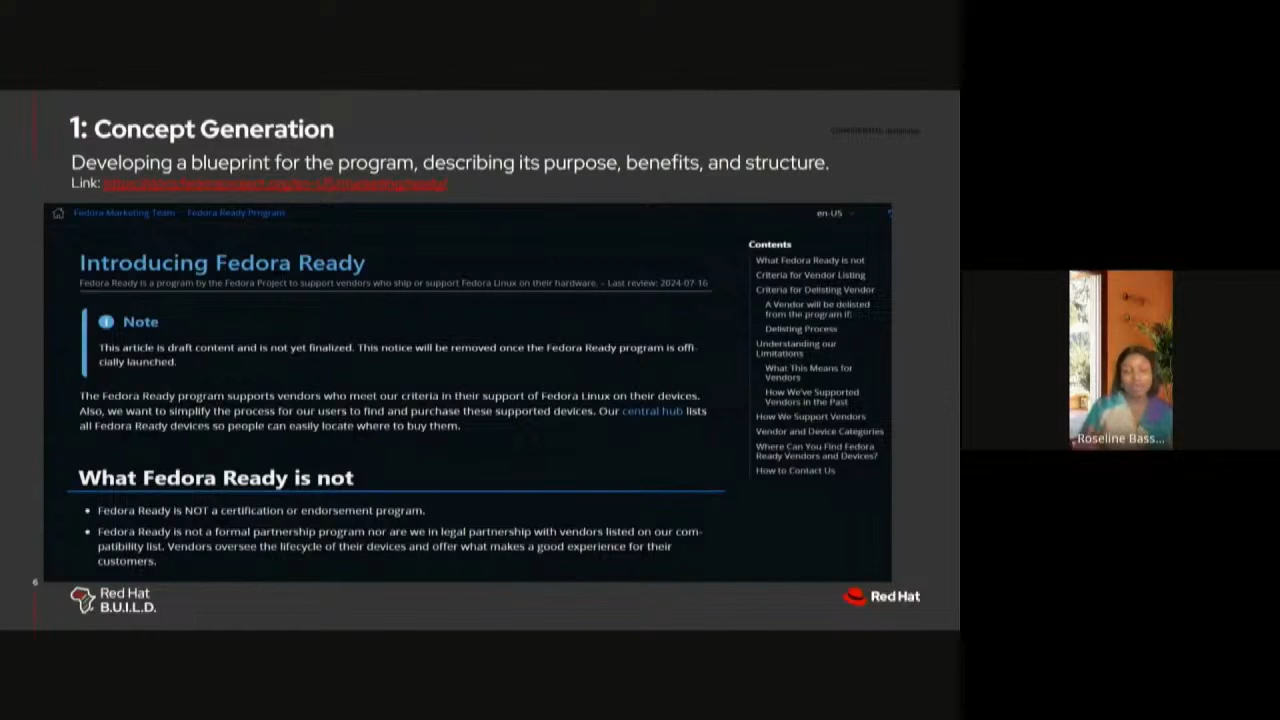 1: Concept Generation
Developing a blueprint for the program, describing its purpose, benefits, and structure.
Link:
Fedora Marketing Team Fedora Ready Program
en-US
Introducing Fedora Ready
Fedora Ready is a program by the Fedora Project to support vendors who ship or support Fedora Linux on their hardware. – Last review: 2024-07-16
Note
This article is draft content and is not yet finalized. This notice will be removed once the Fedora Ready program is offi-
cially launched.
The Fedora Ready program supports vendors who meet our criteria in their support of Fedora Linux on their devices.
Also, we want to simplify the process for our users to find and purchase these supported devices. Our central hub lists
all Fedora Ready devices so people can easily locate where to buy them.
What Fedora Ready is not
• Fedora Ready is NOT a certification or endorsement program.
• Fedora Ready is not a formal partnership program nor are we in legal partnership with vendors listed on our com-
patibility list. Vendors oversee the lifecycle of their devices and offer what makes a good experience for their
customers.
Contents
What Fedora Ready is not
Criteria for Vendor Listing
Criteria for Delisting Vendor
A Vendor will be delisted
from the program if:
Delisting Process
Understanding our
Limitations
What This Means for
Vendors
How We've Supported
Vendors in the Past
How We Support Vendors
Vendor and Device Categories
Where Can You Find Fedora
Ready Vendors and Devices?
How to Contact Us
6
Red Hat
B.U.I.L.D.
Red Hat
Roseline Bass...